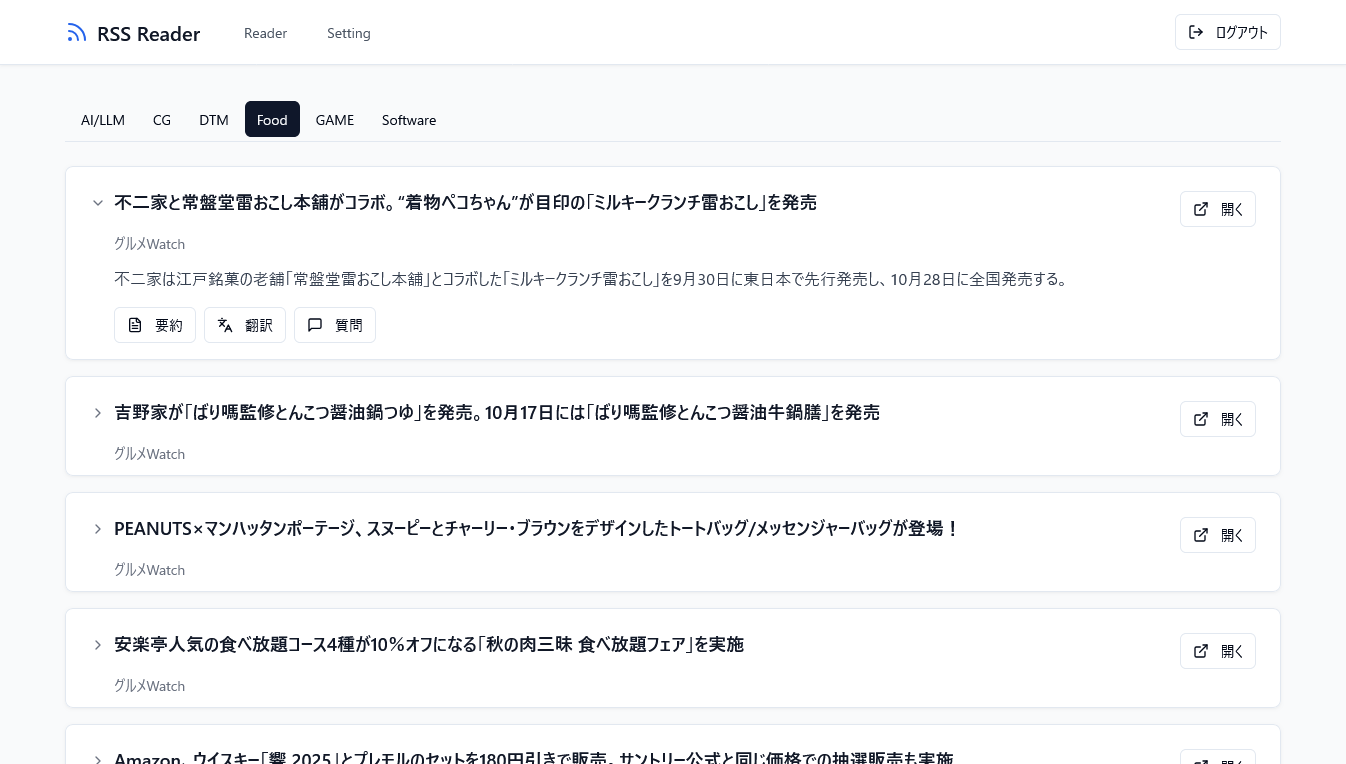 RSS Reader Reader Setting ログアウト
AI/LLM CG DTM Food GAME Software
不二家と常盤堂雷おこし本舗がコラボ。“着物ペコちゃん”が目印の「ミルキークランチ雷おこし」を発売 開く
グルメWatch
不二家は江戸銘菓の老舗「常盤堂雷おこし本舗」とコラボした「ミルキークランチ雷おこし」を9月30日に東日本で先行発売し、10月28日に全国発売する。
要約 翻訳 質問
吉野家が「ばり嗎監修とんこつ醤油鍋つゆ」を発売。10月17日には「ばり嗎監修とんこつ醤油牛鍋膳」を発売 開く
グルメWatch
PEANUTS×マンハッタンポーテージ、スヌーピーとチャーリー・ブラウンをデザインしたトートバッグ/メッセンジャーバッグが登場！ 開く
グルメWatch
安楽亭人気の食べ放題コース4種が10%オフになる「秋の肉三昧 食べ放題フェア」を実施 開く
グルメWatch
Amazon、ウイスキー「響 2025」とプレモルのセットを180円引きで販売。サントリー公式と同じ価格での抽選販売も実施 開く